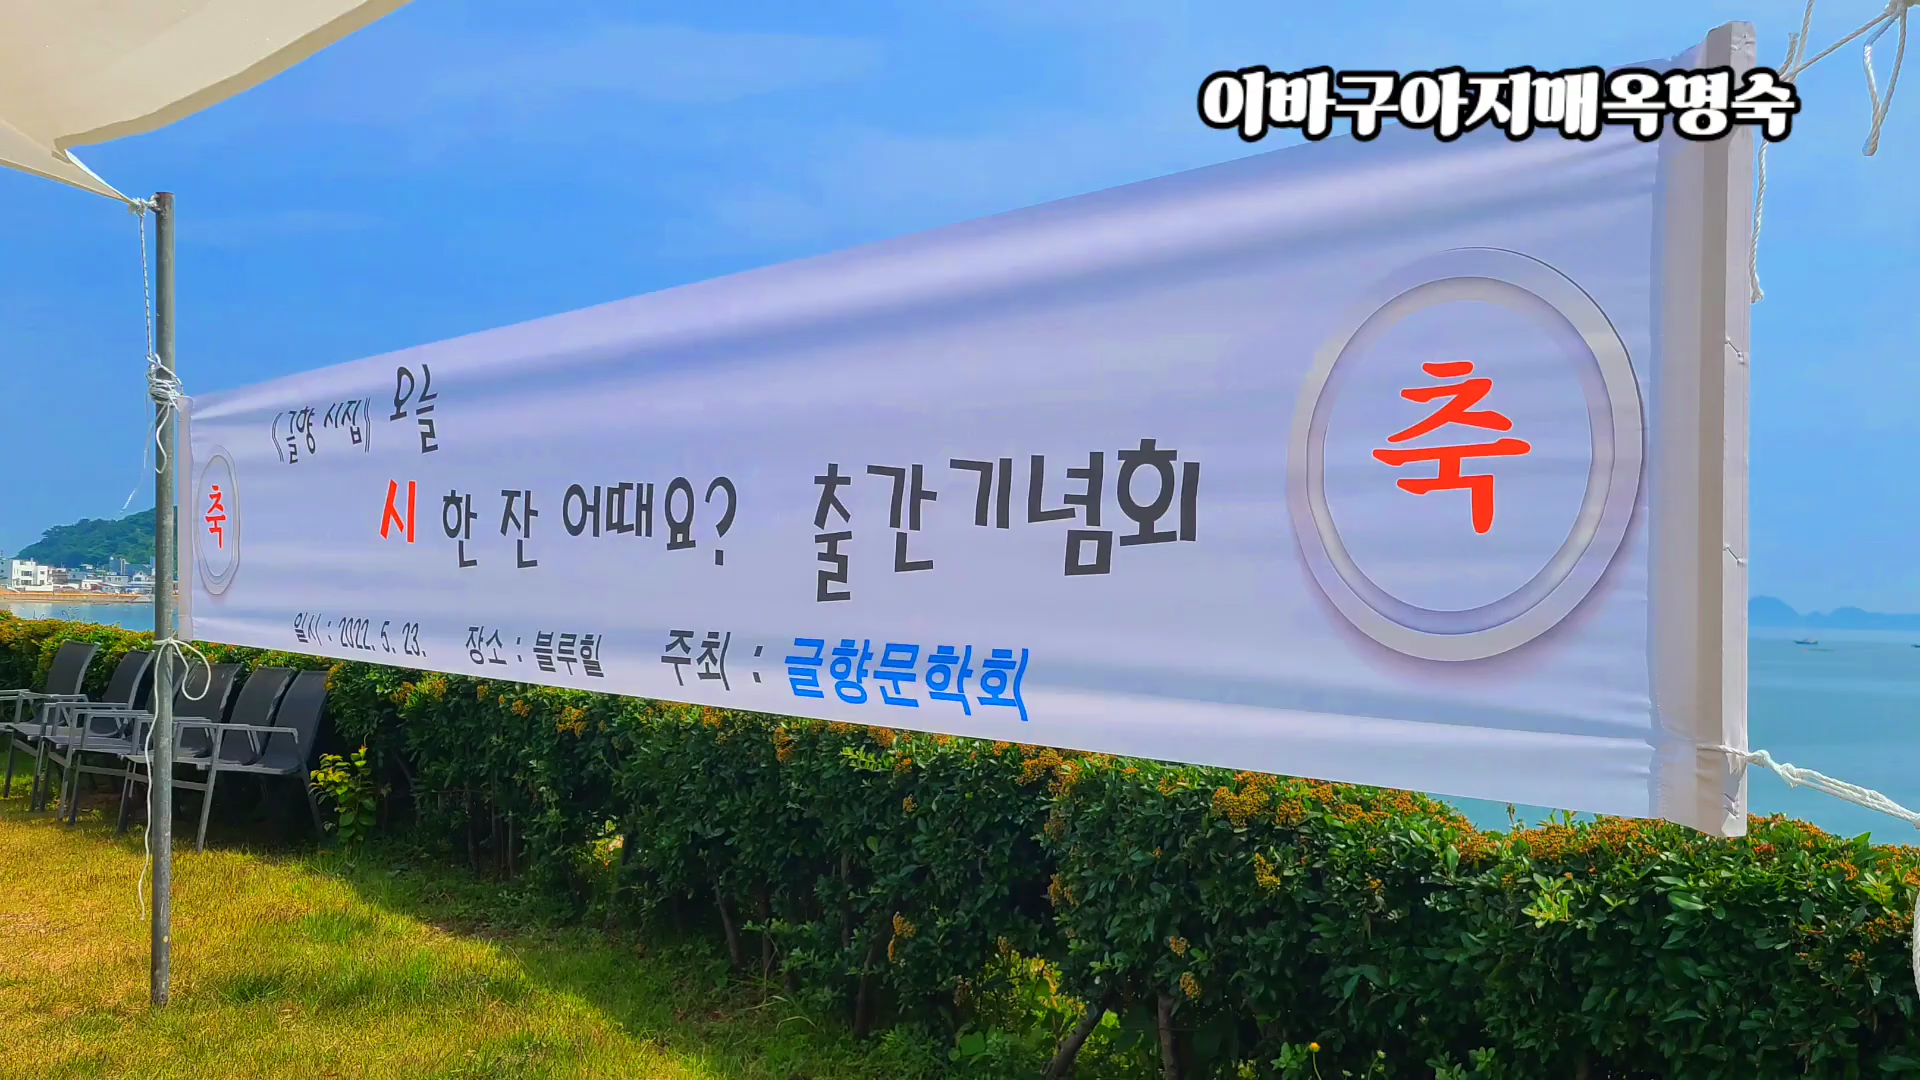 이바구아지매옥명숙
《글향 시집》 오늘
축 시 한 잔 어때요? 출간기념회 축
일시 : 2022. 5. 23. 장소 : 블루힐 주최 : 글향문학회